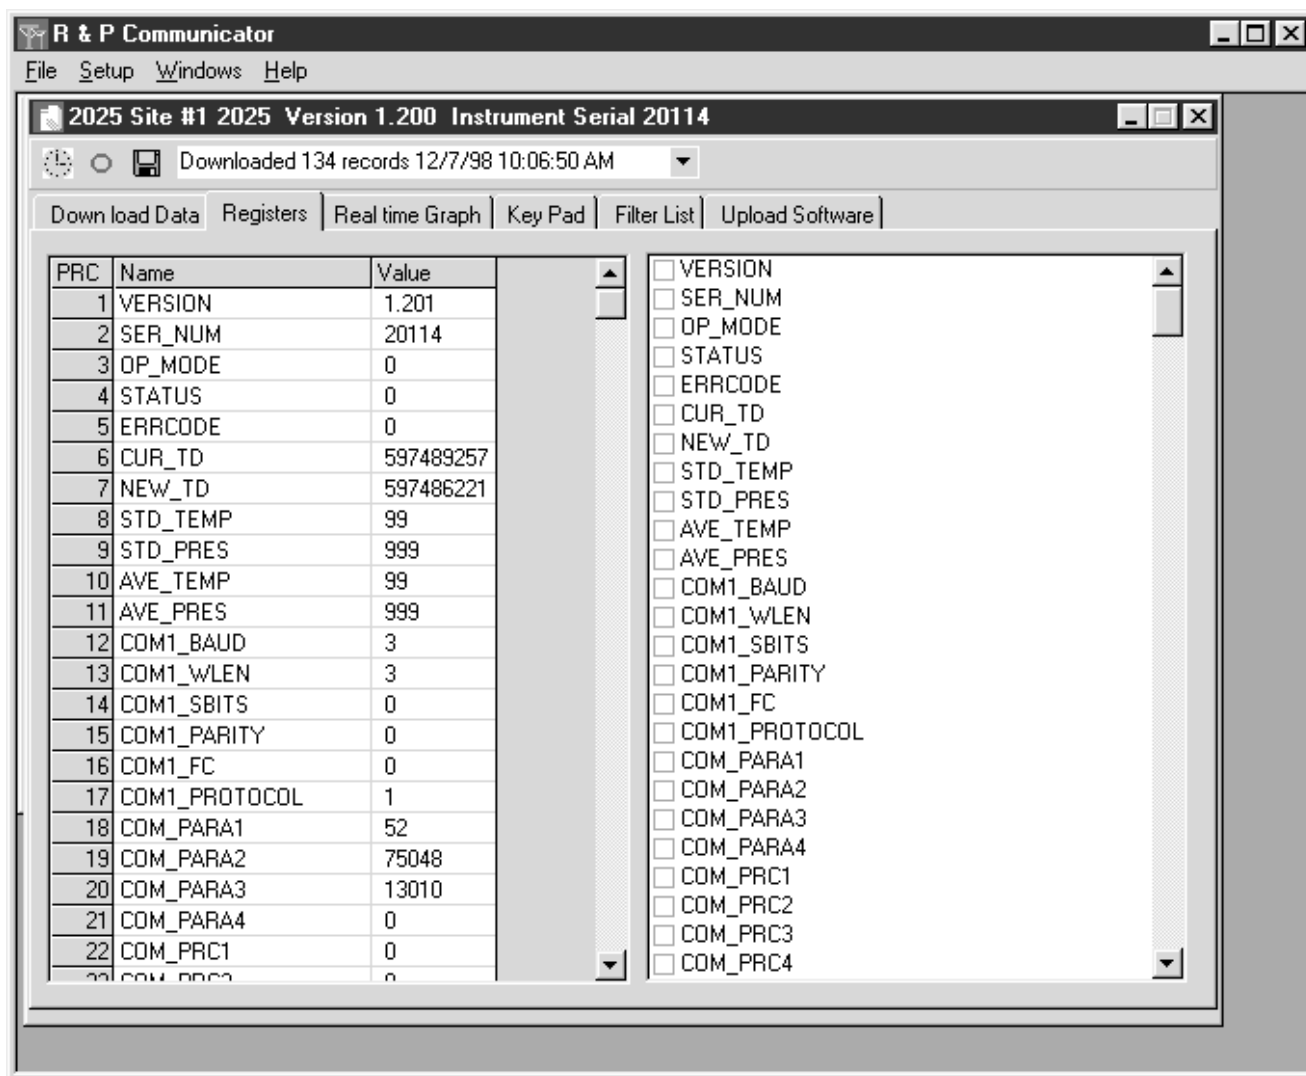 R & P Communicator
File Setup Windows Help
2025 Site #1 2025 Version 1.200 Instrument Serial 20114
Downloaded 134 records 12/7/98 10:06:50 AM
Down load Data Registers Real time Graph Key Pad Filter List Upload Software
PRC Name Value
1 VERSION 1.201
2 SER_NUM 20114
3 OP_MODE 0
4 STATUS 0
5 ERRCODE 0
6 CUR_TD 597489257
7 NEW_TD 597486221
8 STD_TEMP 99
9 STD_PRES 999
10 AVE_TEMP 99
11 AVE_PRES 999
12 COM1_BAUD 3
13 COM1_WLEN 3
14 COM1_SBITS 0
15 COM1_PARITY 0
16 COM1_FC 0
17 COM1_PROTOCOL 1
18 COM_PARA1 52
19 COM_PARA2 75048
20 COM_PARA3 13010
21 COM_PARA4 0
22 COM_PRC1 0
VERSION
SER_NUM
OP_MODE
STATUS
ERRCODE
CUR_TD
NEW_TD
STD_TEMP
STD_PRES
AVE_TEMP
AVE_PRES
COM1_BAUD
COM1_WLEN
COM1_SBITS
COM1_PARITY
COM1_FC
COM1_PROTOCOL
COM_PARA1
COM_PARA2
COM_PARA3
COM_PARA4
COM_PRC1
COM_PRC2
COM_PRC3
COM_PRC4